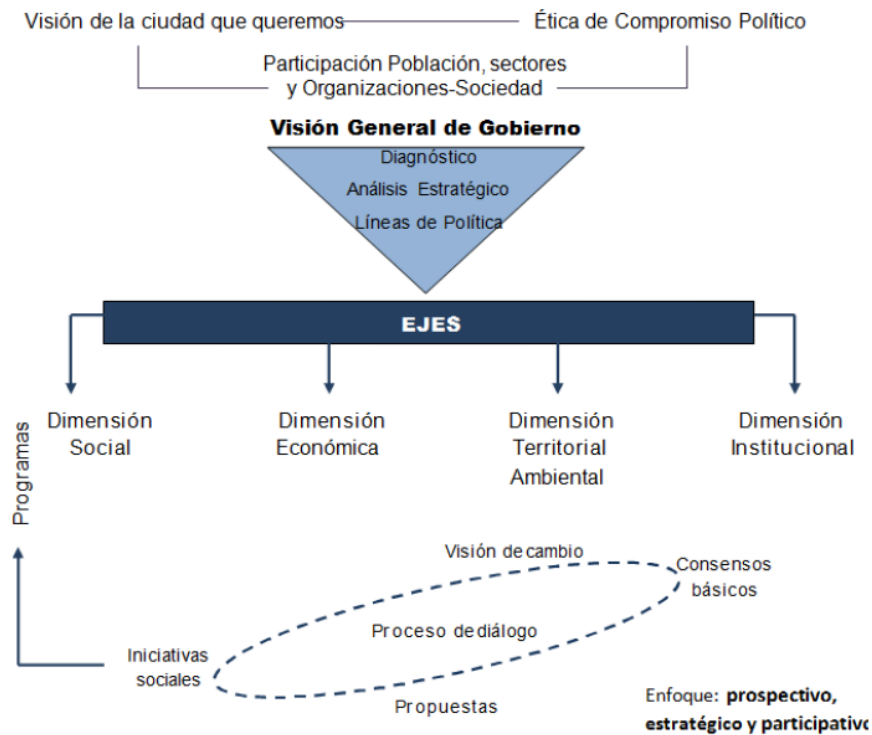 Visión de la ciudad que queremos
Ética de Compromiso Político
Participación Población, sectores
y Organizaciones-Sociedad
Visión General de Gobierno
Diagnóstico
Análisis Estratégico
Líneas de Política
EJES
Dimensión
Social
Dimensión
Económica
Dimensión
Territorial
Ambiental
Dimensión
Institucional
Programas
Visión de cambio
Consensos
básicos
Proceso de diálogo
Iniciativas
sociales
Propuestas
Enfoque: prospectivo,
estratégico y participativo